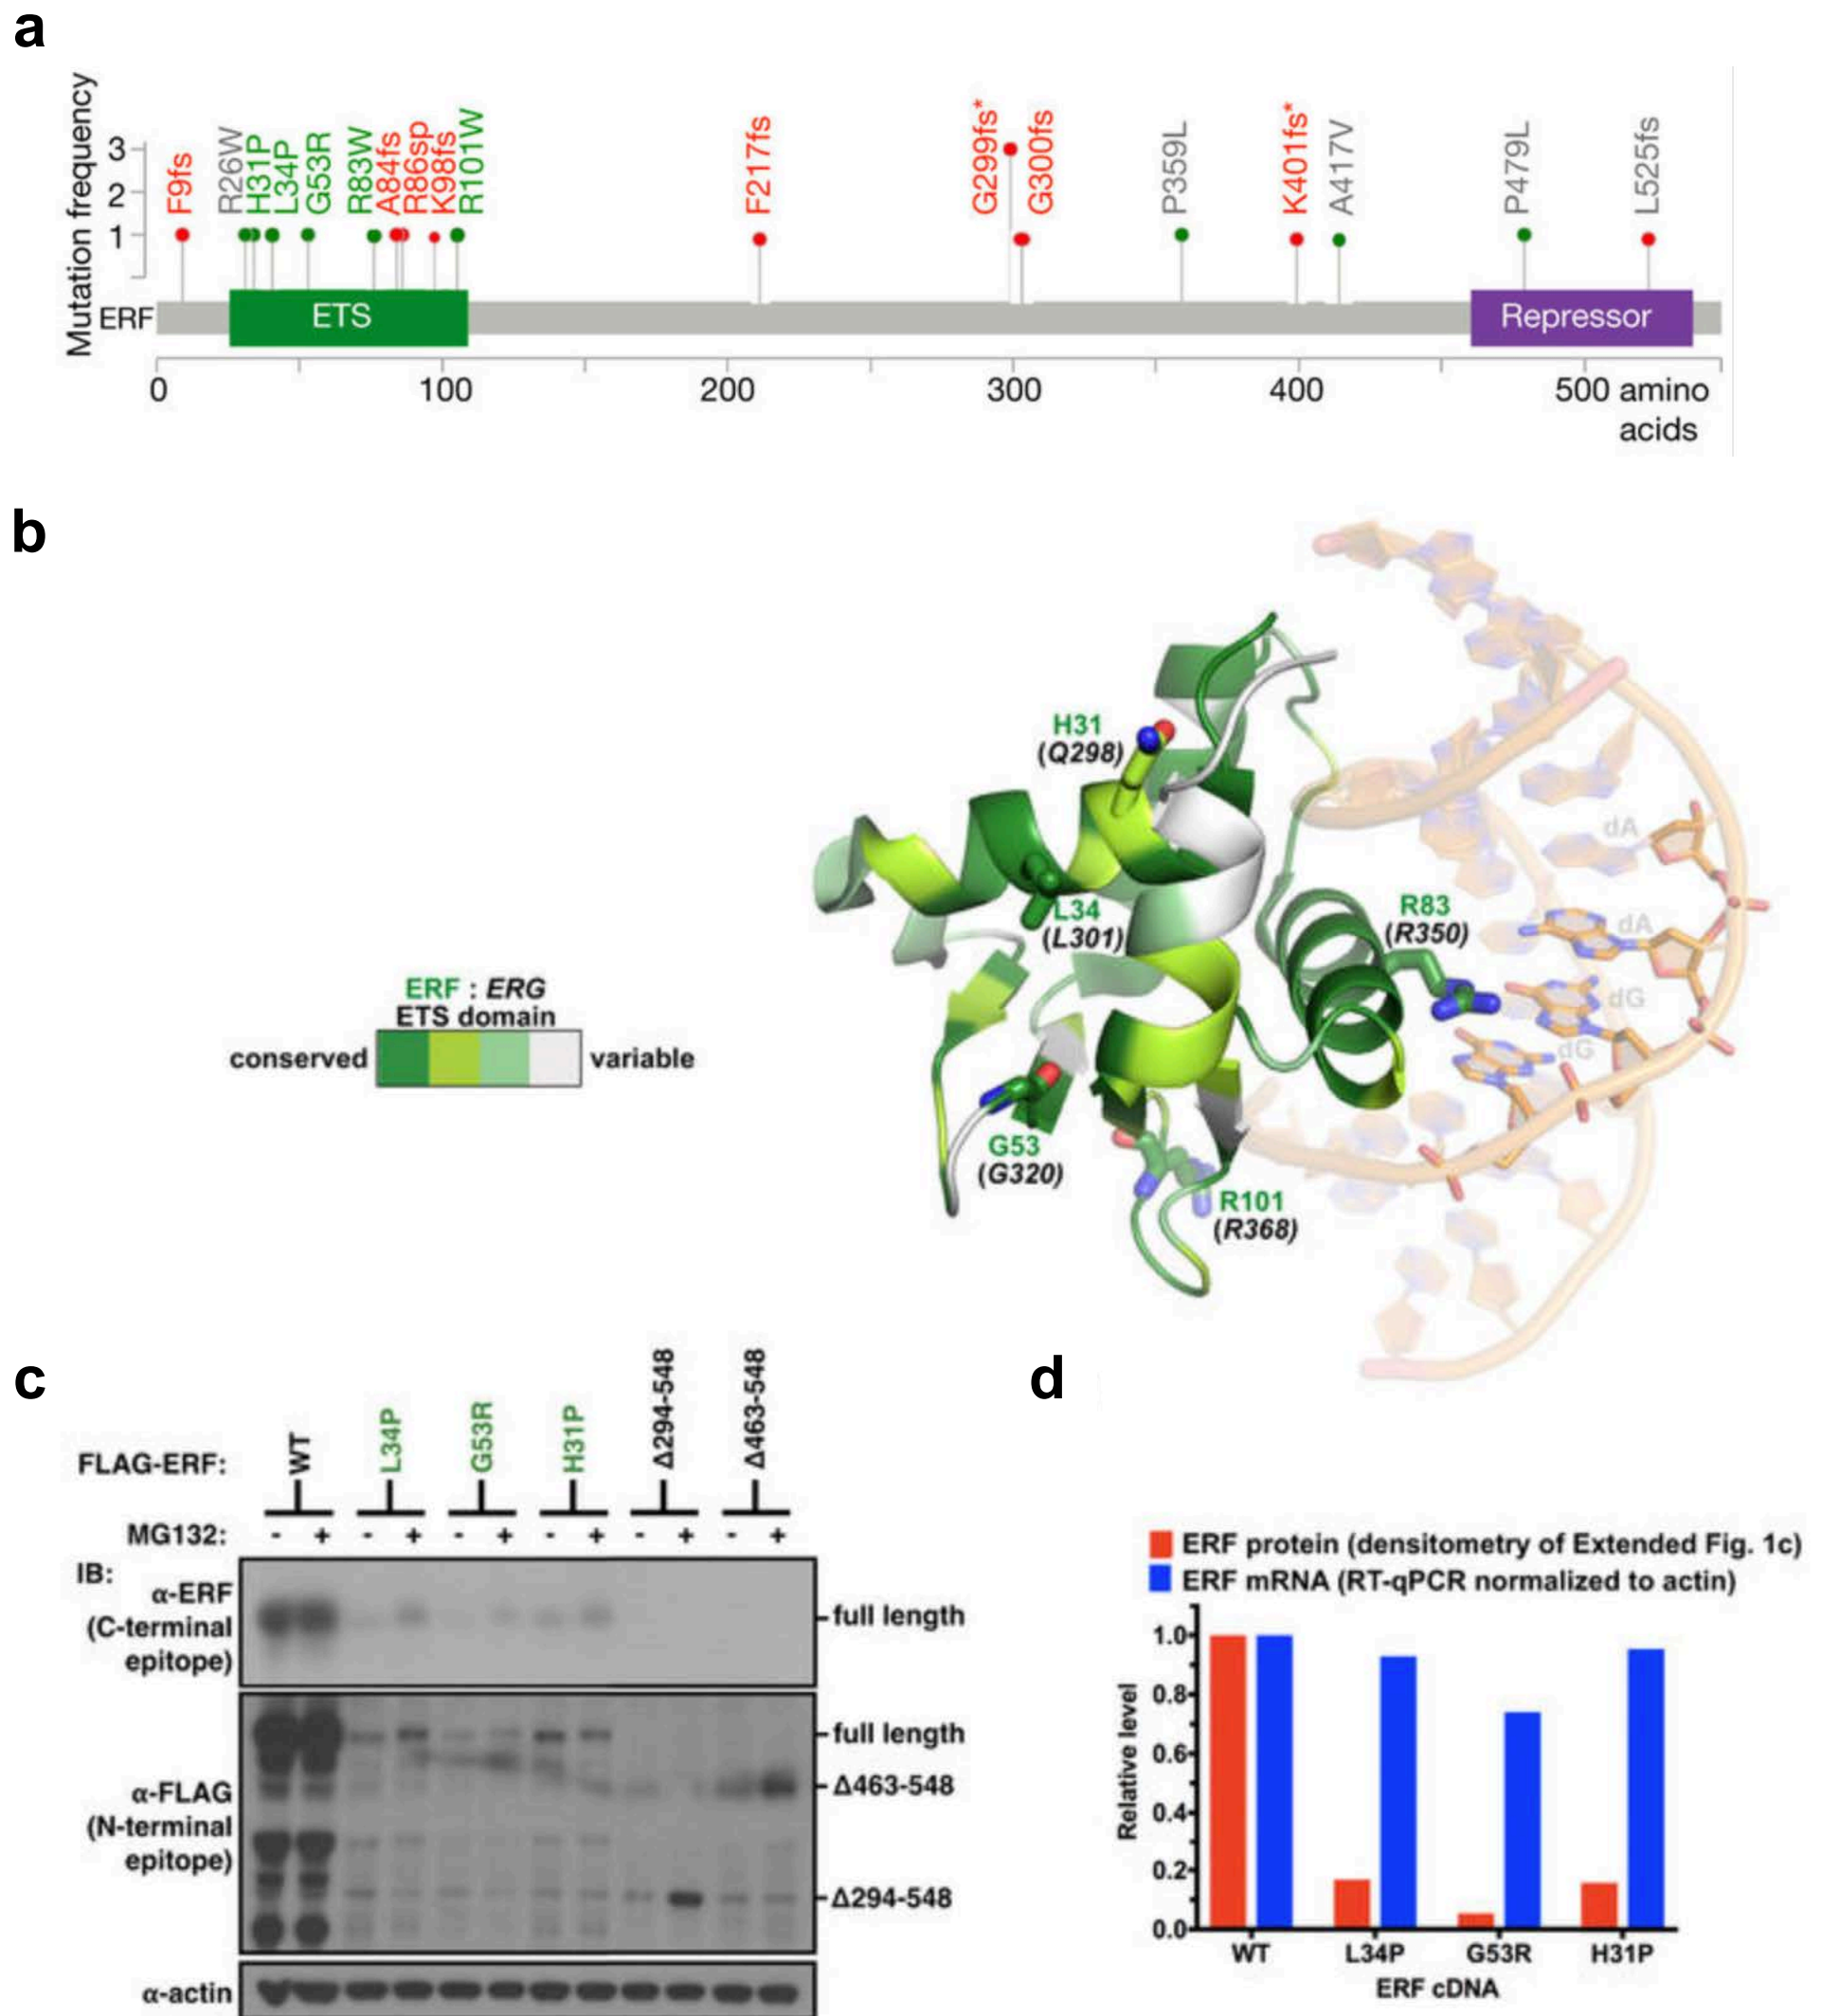 a
Mutation frequency
3
2
1
F9fs
R26W
H31P
L34P
G53R
R83W
A84fs
R86sp
K98fs
R101W
F217fs
G299fs*
G300fs
P359L
K401fs*
A417V
P479L
L525fs
ERF
ETS
Repressor
0
100
200
300
400
500 amino
acids
b
H31
(Q298)
L34
(L301)
R83
(R350)
G53
(G320)
R101
(R368)
dA
dA
dG
dG
ERF : ERG
ETS domain
conserved
variable
c
FLAG-ERF:
WT
L34P
G53R
H31P
Δ294-548
Δ463-548
MG132:
- + - + - + - + - + - +
IB:
α-ERF
(C-terminal
epitope)
full length
α-FLAG
(N-terminal
epitope)
full length
Δ463-548
Δ294-548
α-actin
d
ERF protein (densitometry of Extended Fig. 1c)
ERF mRNA (RT-qPCR normalized to actin)
Relative level
1.0
0.8
0.6
0.4
0.2
0.0
WT
L34P
G53R
H31P
ERF cDNA